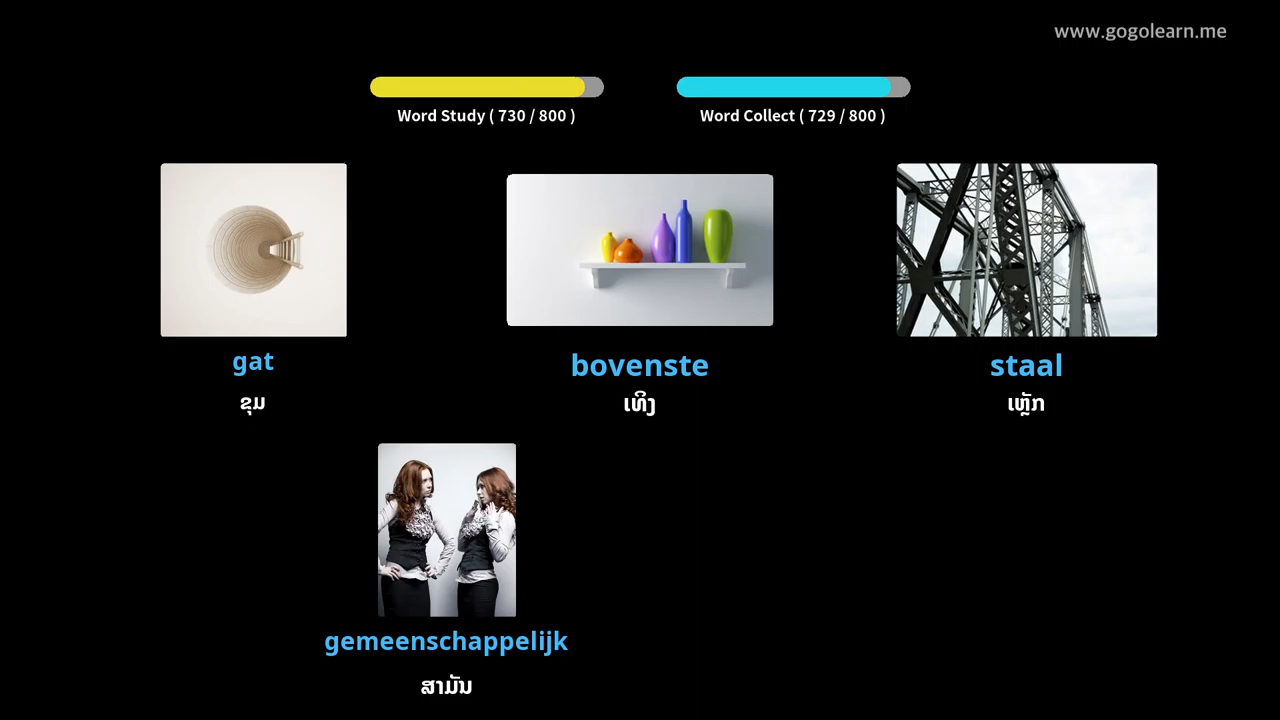 www.gogolearn.me
Word Study ( 730 / 800 )
Word Collect ( 729 / 800 )
gat
bovenste
staal
ຂຸມ
ເທິງ
ເຫຼັກ
gemeenschappelijk
ສາມັນ